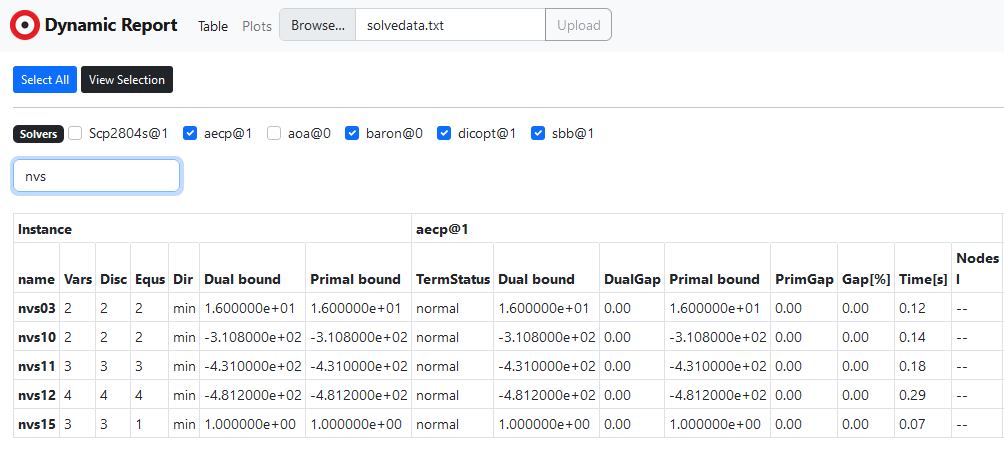 Dynamic Report Table Plots Browse... solvedata.txt Upload
Select All View Selection
Solvers Scp2804s@1 aecp@1 aoa@0 baron@0 dicopt@1 sbb@1
nvs
Instance aecp@1
name Vars Disc Equs Dir Dual bound Primal bound TermStatus Dual bound DualGap Primal bound PrimGap Gap[%] Time[s] Nodes I
nvs03 2 2 2 min 1.600000e+01 1.600000e+01 normal 1.600000e+01 0.00 1.600000e+01 0.00 0.00 0.12 --
nvs10 2 2 2 min -3.108000e+02 -3.108000e+02 normal -3.108000e+02 0.00 -3.108000e+02 0.00 0.00 0.14 --
nvs11 3 3 3 min -4.310000e+02 -4.310000e+02 normal -4.310000e+02 0.00 -4.310000e+02 0.00 0.00 0.18 --
nvs12 4 4 4 min -4.812000e+02 -4.812000e+02 normal -4.812000e+02 0.00 -4.812000e+02 0.00 0.00 0.29 --
nvs15 3 3 1 min 1.000000e+00 1.000000e+00 normal 1.000000e+00 0.00 1.000000e+00 0.00 0.00 0.07 --